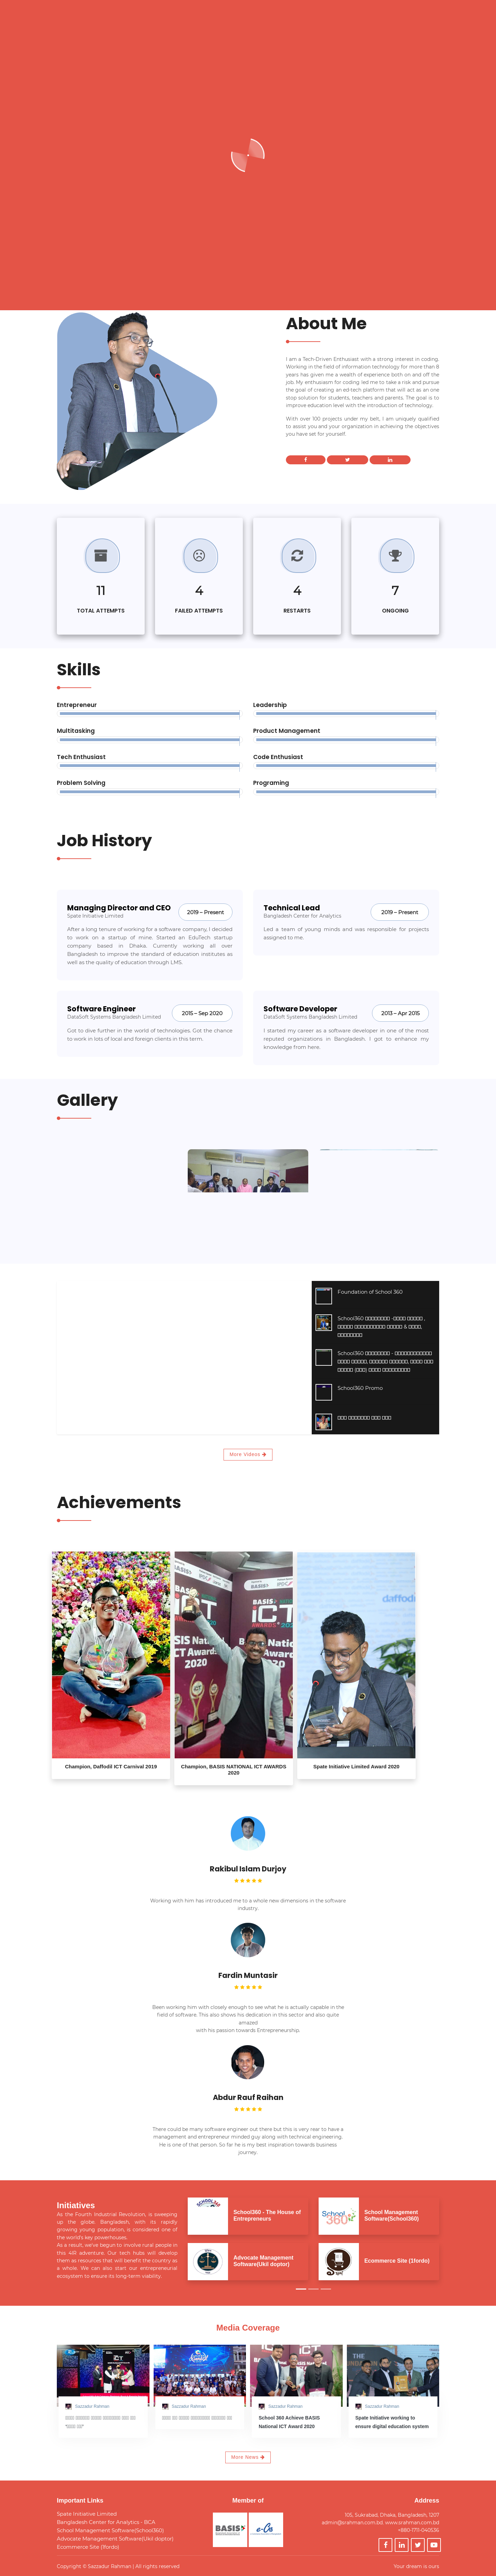 About Me
I am a Tech-Driven Enthusiast with a strong interest in coding.
Working in the field of information technology for more than 8
years has given me a wealth of experience both on and off the
job. My enthusiasm for coding led me to take a risk and pursue
the goal of creating an ed-tech platform that will act as an one
stop solution for students, teachers and parents. The goal is to
improve education level with the introduction of technology.
With over 100 projects under my belt, I am uniquely qualified
to assist you and your organization in achieving the objectives
you have set for yourself.
11
TOTAL ATTEMPTS
4
FAILED ATTEMPTS
4
RESTARTS
7
ONGOING
Skills
Entrepreneur
Leadership
Multitasking
Product Management
Tech Enthusiast
Code Enthusiast
Problem Solving
Programing
Job History
Managing Director and CEO
2019 – Present
Spate Initiative Limited
After a long tenure of working for a software company, I decided
to work on a startup of mine. Started an EduTech startup
company based in Dhaka. Currently working all over
Bangladesh to improve the standard of education institutes as
well as the quality of education through LMS.
Technical Lead
2019 – Present
Bangladesh Center for Analytics
Led a team of young minds and was responsible for projects
assigned to me.
Software Engineer
2015 – Sep 2020
DataSoft Systems Bangladesh Limited
Got to dive further in the world of technologies. Got the chance
to work in lots of local and foreign clients in this term.
Software Developer
2013 – Apr 2015
DataSoft Systems Bangladesh Limited
I started my career as a software developer in one of the most
reputed organizations in Bangladesh. I got to enhance my
knowledge from here.
Gallery
Foundation of School 360
School360
School360
School360 Promo
More Videos
Achievements
Champion, Daffodil ICT Carnival 2019
Champion, BASIS NATIONAL ICT AWARDS
2020
Spate Initiative Limited Award 2020
Rakibul Islam Durjoy
Working with him has introduced me to a whole new dimensions in the software
industry.
Fardin Muntasir
Been working him with closely enough to see what he is actually capable in the
field of software. This also shows his dedication in this sector and also quite
amazed
with his passion towards Entrepreneurship.
Abdur Rauf Raihan
There could be many software engineer out there but this is very rear to have a
management and entrepreneur minded guy along with technical engineering.
He is one of that person. So far he is my best inspiration towards business
journey.
Initiatives
As the Fourth Industrial Revolution, is sweeping
up the globe. Bangladesh, with its rapidly
growing young population, is considered one of
the world's key powerhouses.
As a result, we've begun to involve rural people in
this 4IR adventure. Our tech hubs will develop
them as resources that will benefit the country as
a whole. We can also start our entrepreneurial
ecosystem to ensure its long-term viability.
School360 - The House of
Entrepreneurs
School 360
School Management
Software(School360)
Advocate Management
Software(Ukil doptor)
Ecommerce Site (1forde)
Media Coverage
Sazzadur Rahman
Sazzadur Rahman
Sazzadur Rahman
School 360 Achieve BASIS
National ICT Award 2020
Sazzadur Rahman
Spate Initiative working to
ensure digital education system
More News
Important Links
Spate Initiative Limited
Bangladesh Center for Analytics - BCA
School Management Software(School360)
Advocate Management Software(Ukil doptor)
Ecommerce Site (1fordo)
Member of
BASIS
e-Cab
Address
105, Sukrabad, Dhaka, Bangladesh, 1207
admin@srahman.com.bd, www.srahman.com.bd
+880-1711-040536
Copyright © Sazzadur Rahman | All rights reserved
Your dream is ours